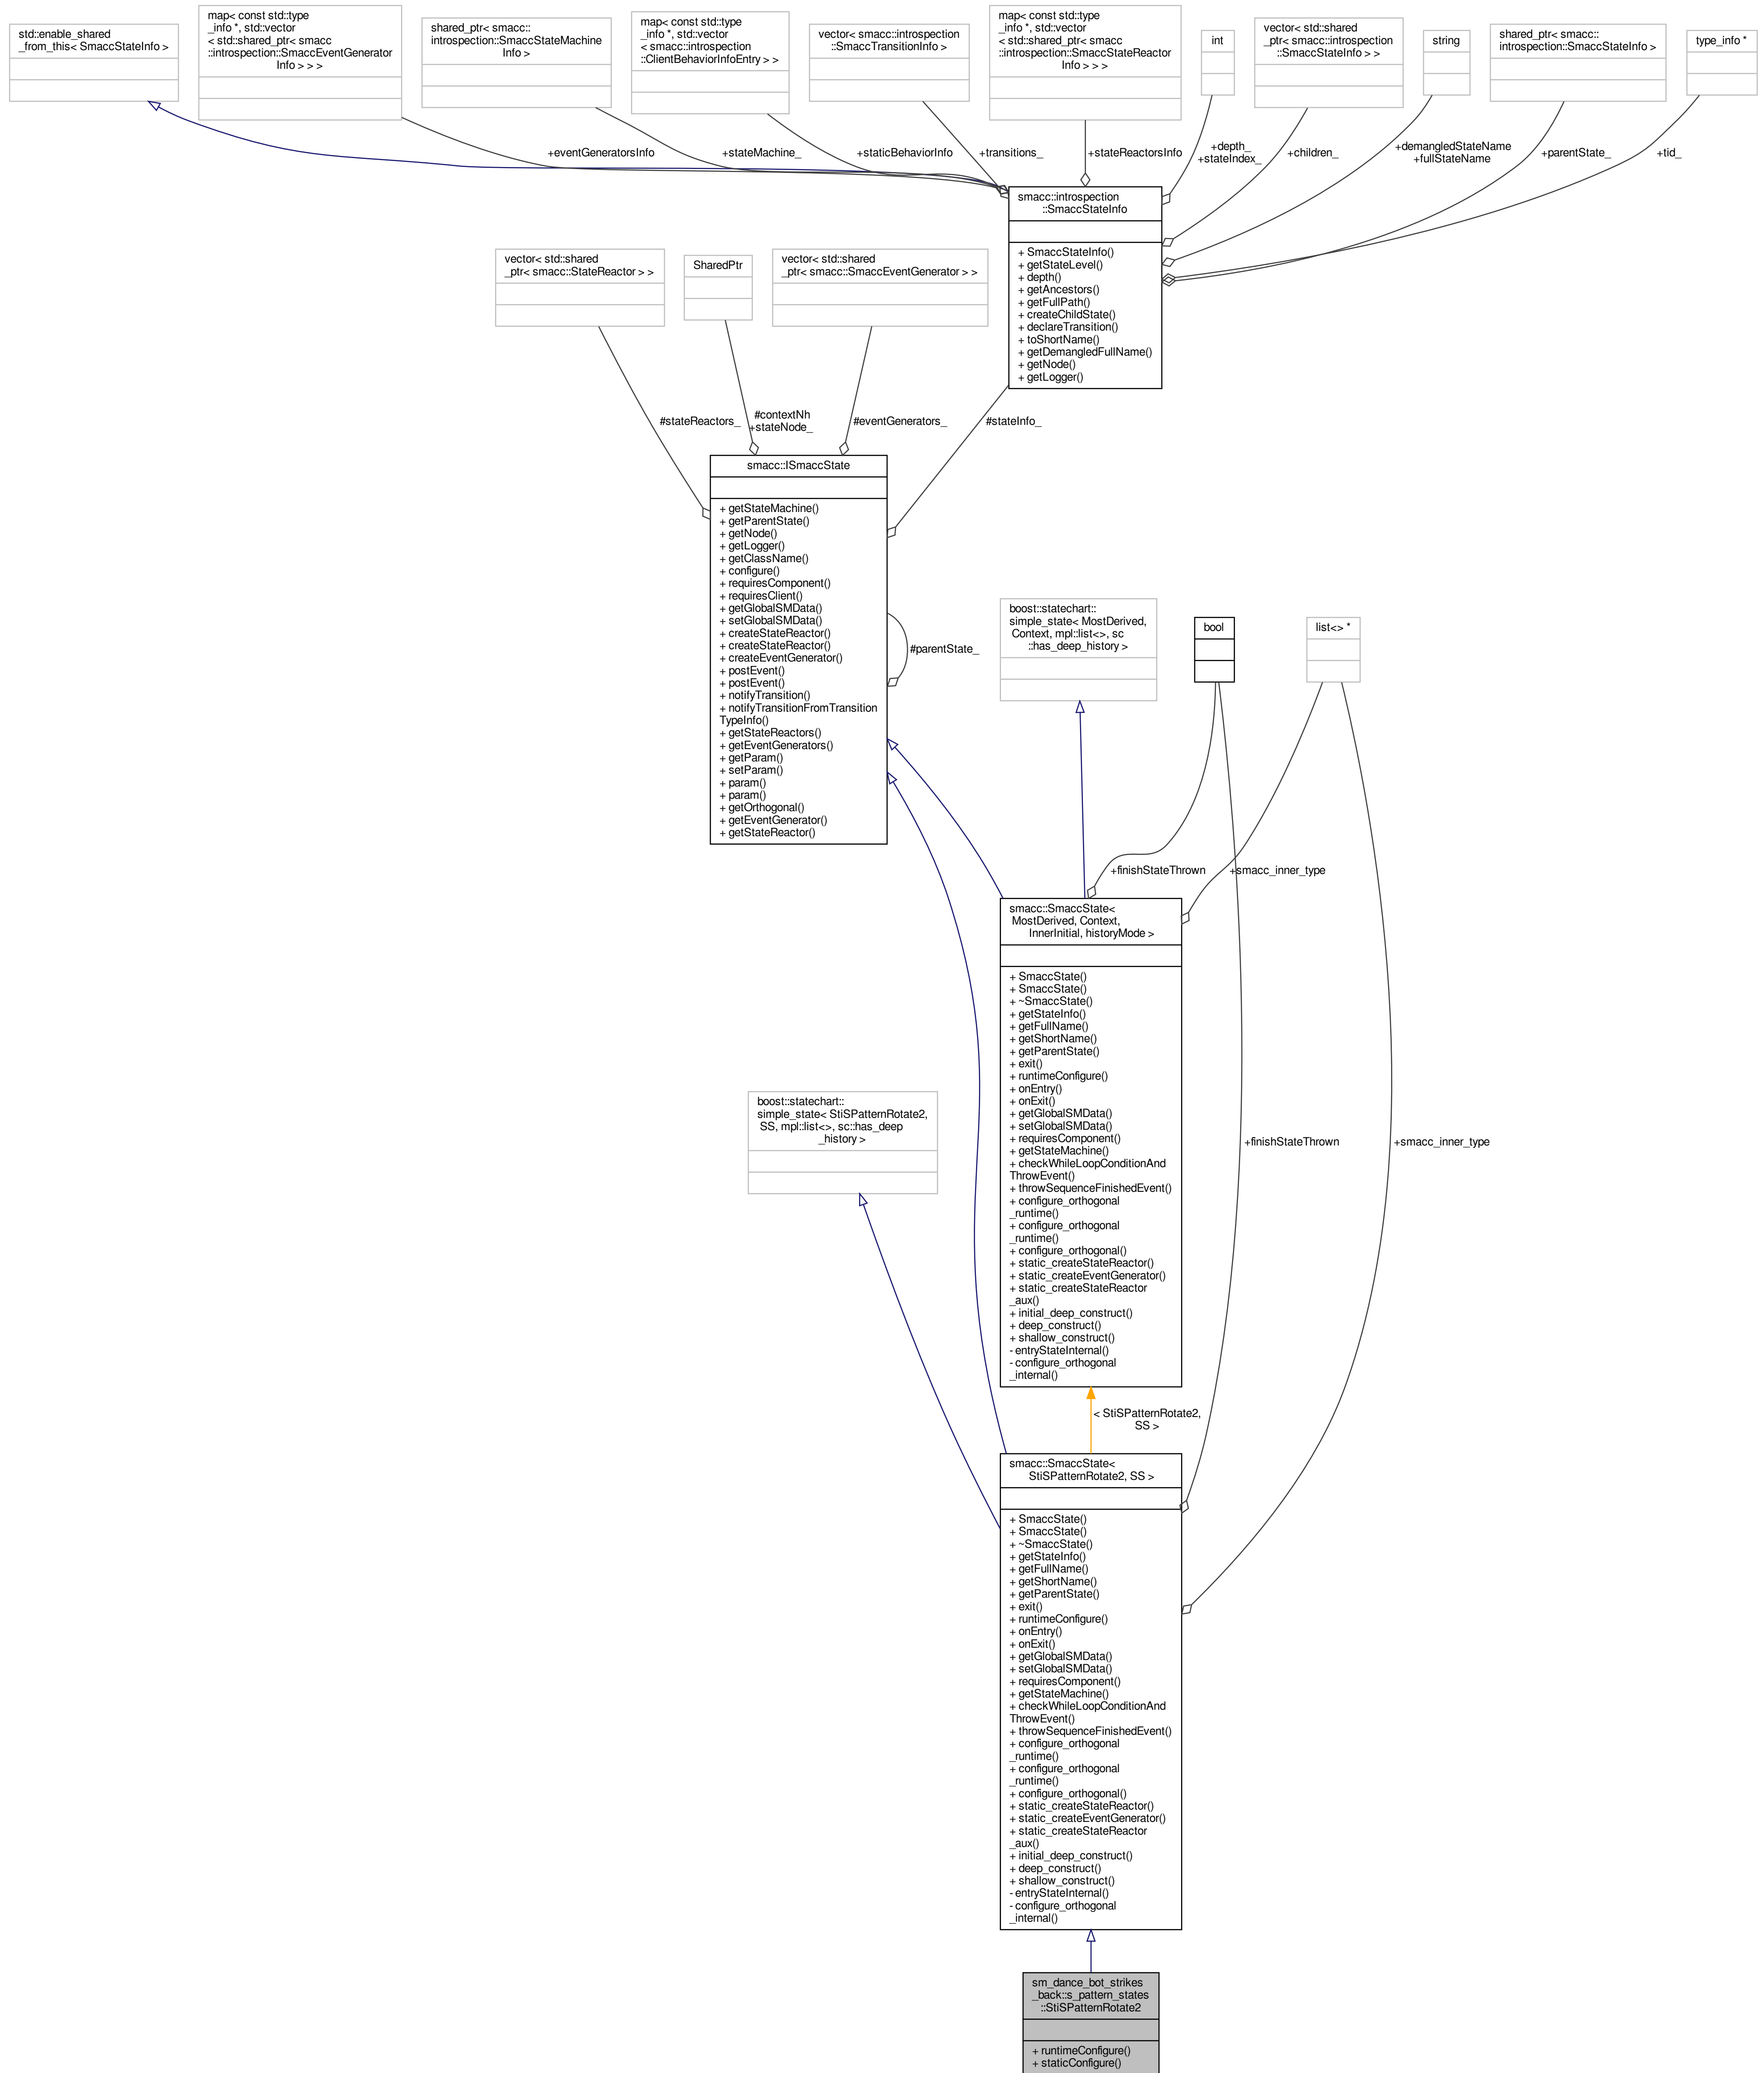 std::enable_shared
_from_this< SmaccStateInfo >
map< const std::type
_info *, std::vector
< std::shared_ptr< smacc
::introspection::SmaccEventGenerator
Info > > >
shared_ptr< smacc::
introspection::SmaccStateMachine
Info >
map< const std::type
_info *, std::vector
< smacc::introspection
::ClientBehaviorInfoEntry > >
vector< smacc::introspection
::SmaccTransitionInfo >
map< const std::type
_info *, std::vector
< std::shared_ptr< smacc
::introspection::SmaccStateReactor
Info > > >
int
vector< std::shared
_ptr< smacc::introspection
::SmaccStateInfo > >
string
shared_ptr< smacc::
introspection::SmaccStateInfo >
type_info *
+eventGeneratorsInfo
+stateMachine_
+staticBehaviorInfo
+transitions_
+stateReactorsInfo
+depth_
+stateIndex_
+children_
+demangledStateName
+fullStateName
+parentState_
+tid_
smacc::introspection
::SmaccStateInfo
+ SmaccStateInfo()
+ getStateLevel()
+ depth()
+ getAncestors()
+ getFullPath()
+ createChildState()
+ declareTransition()
+ toShortName()
+ getDemangledFullName()
+ getNode()
+ getLogger()
vector< std::shared
_ptr< smacc::StateReactor > >
SharedPtr
vector< std::shared
_ptr< smacc::SmaccEventGenerator > >
#stateReactors_
#contextNh
+stateNode_
#eventGenerators_
#stateInfo_
smacc::ISmaccState
+ getStateMachine()
+ getParentState()
+ getNode()
+ getLogger()
+ getClassName()
+ configure()
+ requiresComponent()
+ requiresClient()
+ getGlobalSMData()
+ setGlobalSMData()
+ createStateReactor()
+ createStateReactor()
+ createEventGenerator()
+ postEvent()
+ postEvent()
+ notifyTransition()
+ notifyTransitionFromTransition
TypeInfo()
+ getStateReactors()
+ getEventGenerators()
+ getParam()
+ setParam()
+ param()
+ param()
+ getOrthogonal()
+ getEventGenerator()
+ getStateReactor()
#parentState_
boost::statechart::
simple_state< MostDerived,
Context, mpl::list<>, sc
::has_deep_history >
bool
list<> *
+finishStateThrown
+smacc_inner_type
smacc::SmaccState<
MostDerived, Context,
InnerInitial, historyMode >
+ SmaccState()
+ SmaccState()
+ ~SmaccState()
+ getStateInfo()
+ getFullName()
+ getShortName()
+ getParentState()
+ exit()
+ runtimeConfigure()
+ onEntry()
+ onExit()
+ getGlobalSMData()
+ setGlobalSMData()
+ requiresComponent()
+ getStateMachine()
+ checkWhileLoopConditionAnd
ThrowEvent()
+ throwSequenceFinishedEvent()
+ configure_orthogonal
_runtime()
+ configure_orthogonal
_runtime()
+ configure_orthogonal()
+ static_createStateReactor()
+ static_createEventGenerator()
+ static_createStateReactor
_aux()
+ initial_deep_construct()
+ deep_construct()
+ shallow_construct()
- entryStateInternal()
- configure_orthogonal
_internal()
boost::statechart::
simple_state< StiSPatternRotate2,
SS, mpl::list<>, sc::has_deep
_history >
+finishStateThrown
+smacc_inner_type
< StiSPatternRotate2,
SS >
smacc::SmaccState<
StiSPatternRotate2, SS >
+ SmaccState()
+ SmaccState()
+ ~SmaccState()
+ getStateInfo()
+ getFullName()
+ getShortName()
+ getParentState()
+ exit()
+ runtimeConfigure()
+ onEntry()
+ onExit()
+ getGlobalSMData()
+ setGlobalSMData()
+ requiresComponent()
+ getStateMachine()
+ checkWhileLoopConditionAnd
ThrowEvent()
+ throwSequenceFinishedEvent()
+ configure_orthogonal
_runtime()
+ configure_orthogonal
_runtime()
+ configure_orthogonal()
+ static_createStateReactor()
+ static_createEventGenerator()
+ static_createStateReactor
_aux()
+ initial_deep_construct()
+ deep_construct()
+ shallow_construct()
- entryStateInternal()
- configure_orthogonal
_internal()
sm_dance_bot_strikes
_back::s_pattern_states
::StiSPatternRotate2
+ runtimeConfigure()
+ staticConfigure()